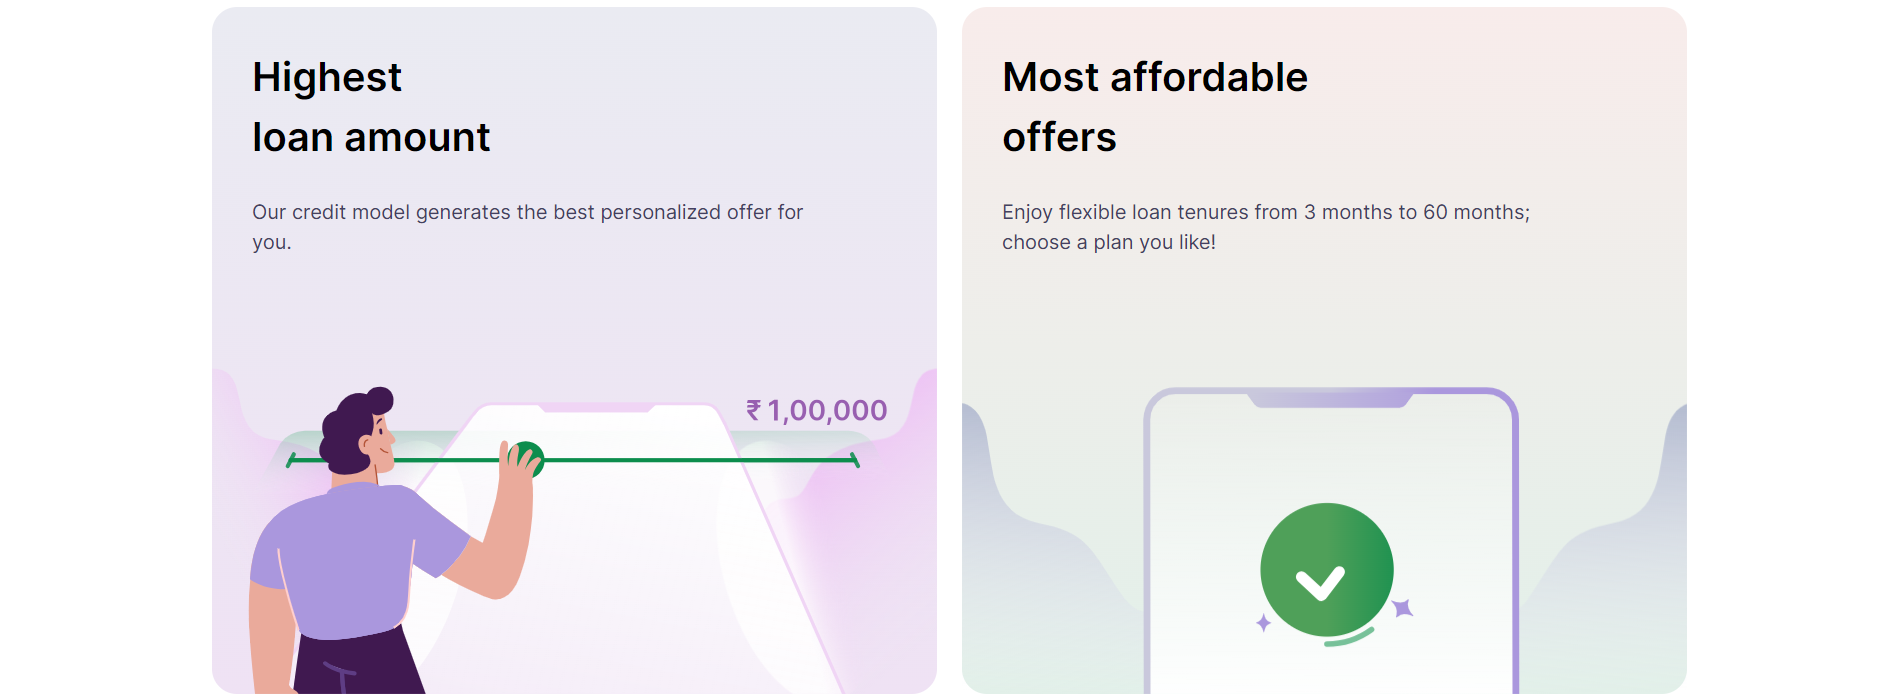 Highest
loan amount
Our credit model generates the best personalized offer for
you.
₹ 1,00,000
Most affordable
offers
Enjoy flexible loan tenures from 3 months to 60 months;
choose a plan you like!